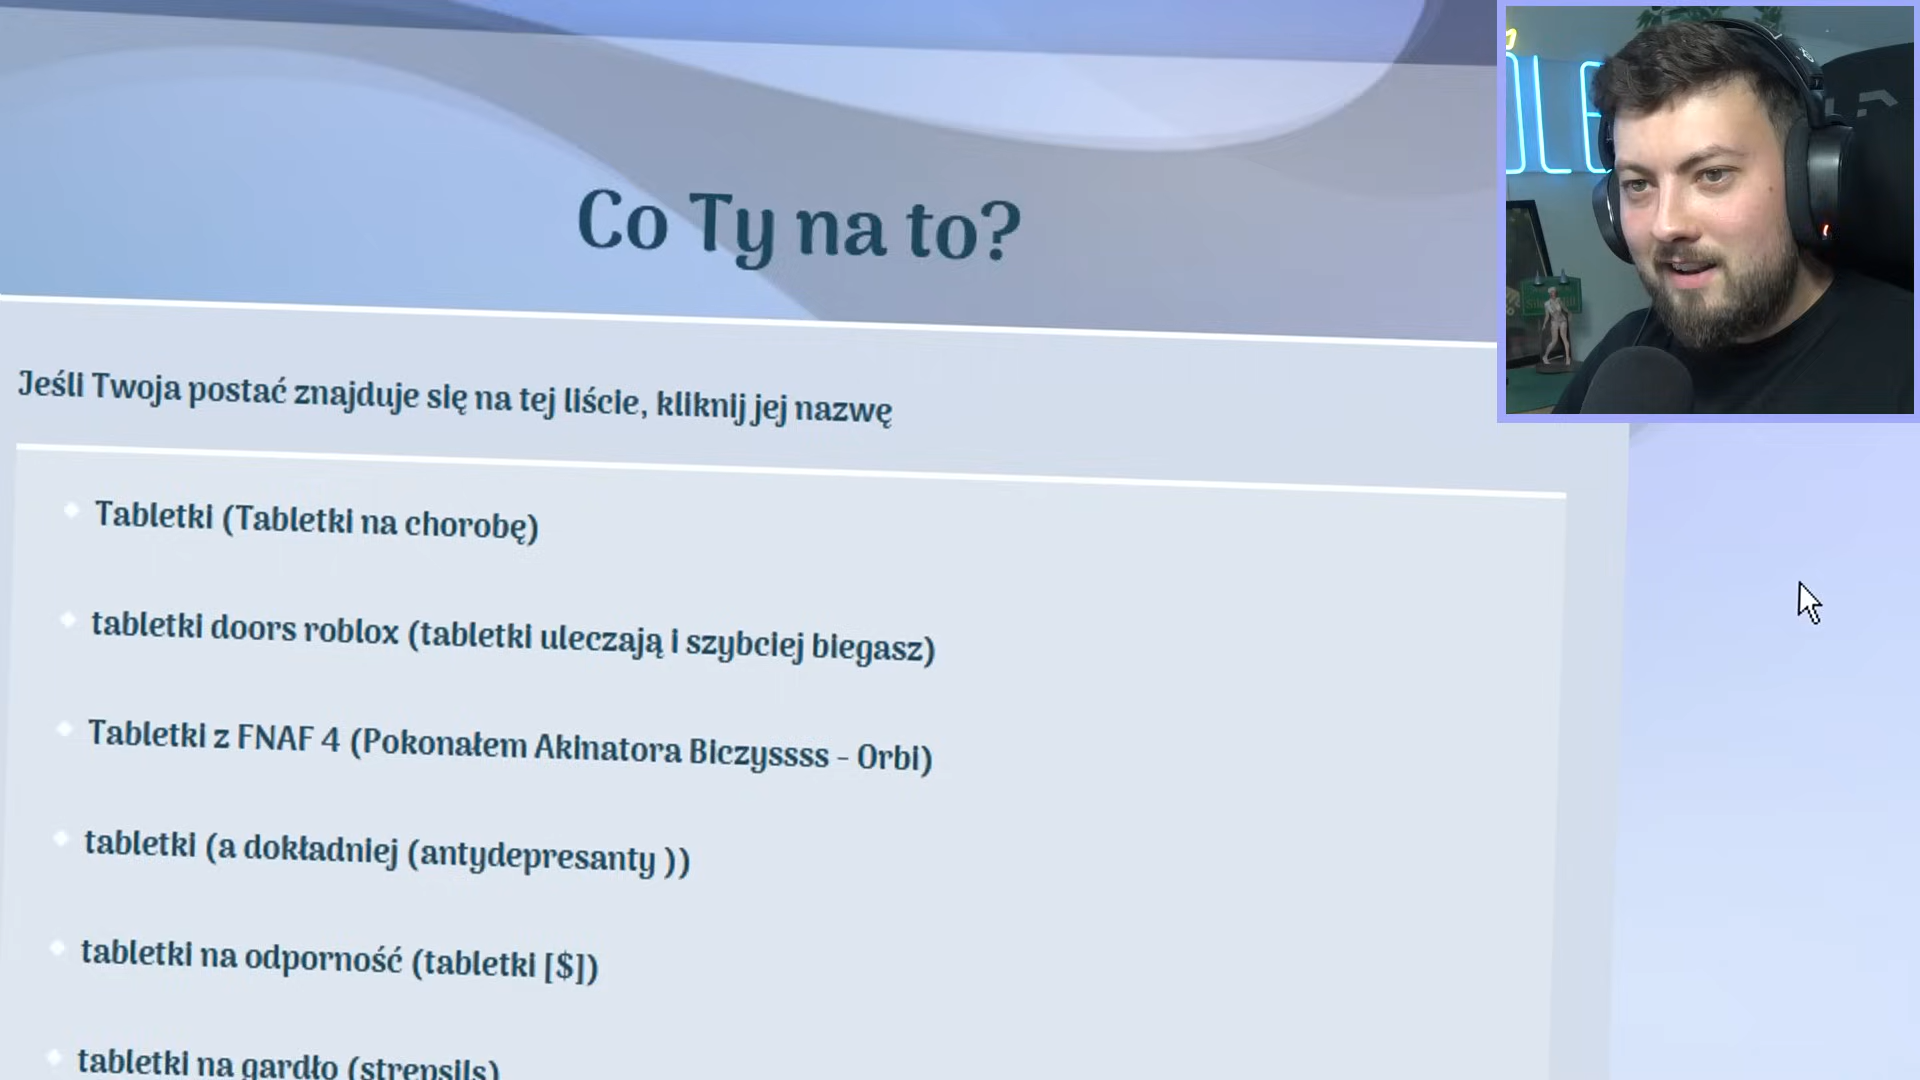 Co Ty na to?
Jeśli Twoja postać znajduje się na tej liście, kliknij jej nazwę
Tabletki (Tabletki na chorobę)
tabletki doors roblox (tabletki uleczają i szybciej biegasz)
Tabletki z FNAF 4 (Pokonałem Akinatora Biczyssss - Orbi)
tabletki (a dokładniej (antydepresanty ))
tabletki na odporność (tabletki [$])
tabletki na gardło (strepsils)